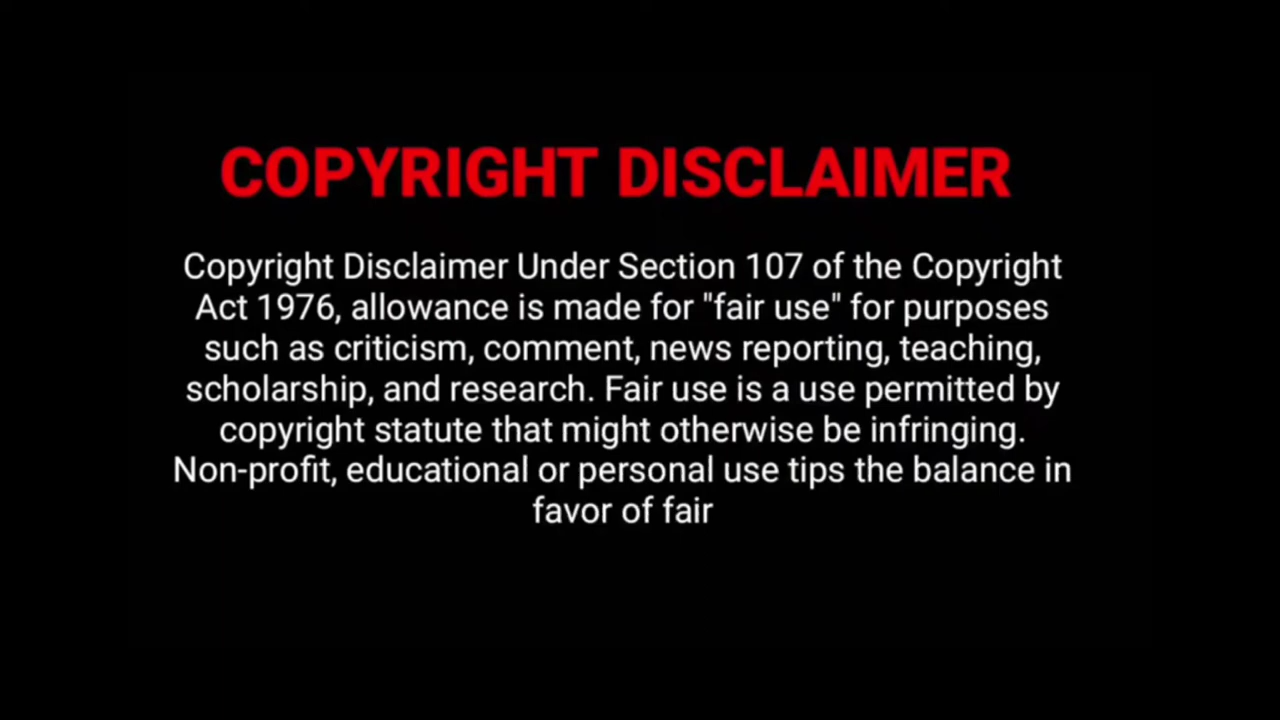 COPYRIGHT DISCLAIMER
Copyright Disclaimer Under Section 107 of the Copyright
Act 1976, allowance is made for "fair use" for purposes
such as criticism, comment, news reporting, teaching,
scholarship, and research. Fair use is a use permitted by
copyright statute that might otherwise be infringing.
Non-profit, educational or personal use tips the balance in
favor of fair